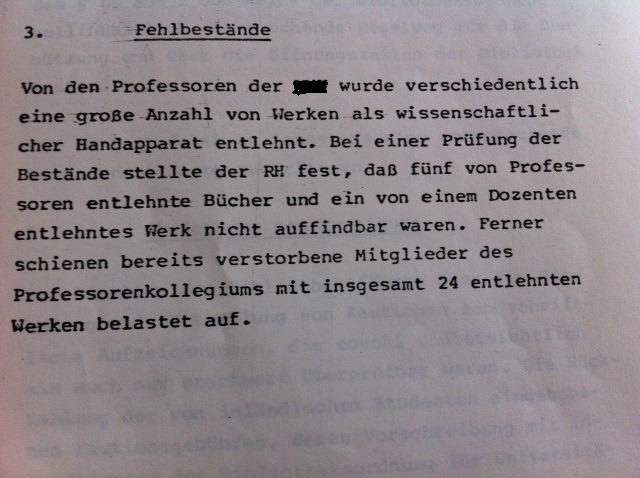 3. Fehlbestände
Von den Professoren der wurde verschiedentlich
eine große Anzahl von Werken als wissenschaftli-
cher Handapparat entlehnt. Bei einer Prüfung der
Bestände stellte der RH fest, daß fünf von Profes-
soren entlehnte Bücher und ein von einem Dozenten
entlehntes Werk nicht auffindbar waren. Ferner
schienen bereits verstorbene Mitglieder des
Professorenkollegiums mit insgesamt 24 entlehnten
Werken belastet auf.